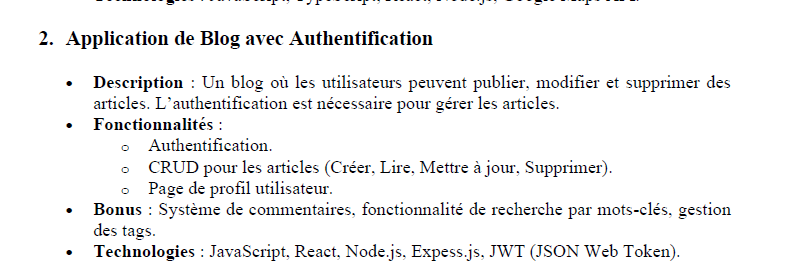 2. Application de Blog avec Authentification
• Description : Un blog où les utilisateurs peuvent publier, modifier et supprimer des
articles. L'authentification est nécessaire pour gérer les articles.
• Fonctionnalités :
o Authentification.
o CRUD pour les articles (Créer, Lire, Mettre à jour, Supprimer).
o Page de profil utilisateur.
• Bonus : Système de commentaires, fonctionnalité de recherche par mots-clés, gestion
des tags.
• Technologies : JavaScript, React, Node.js, Expess.js, JWT (JSON Web Token).